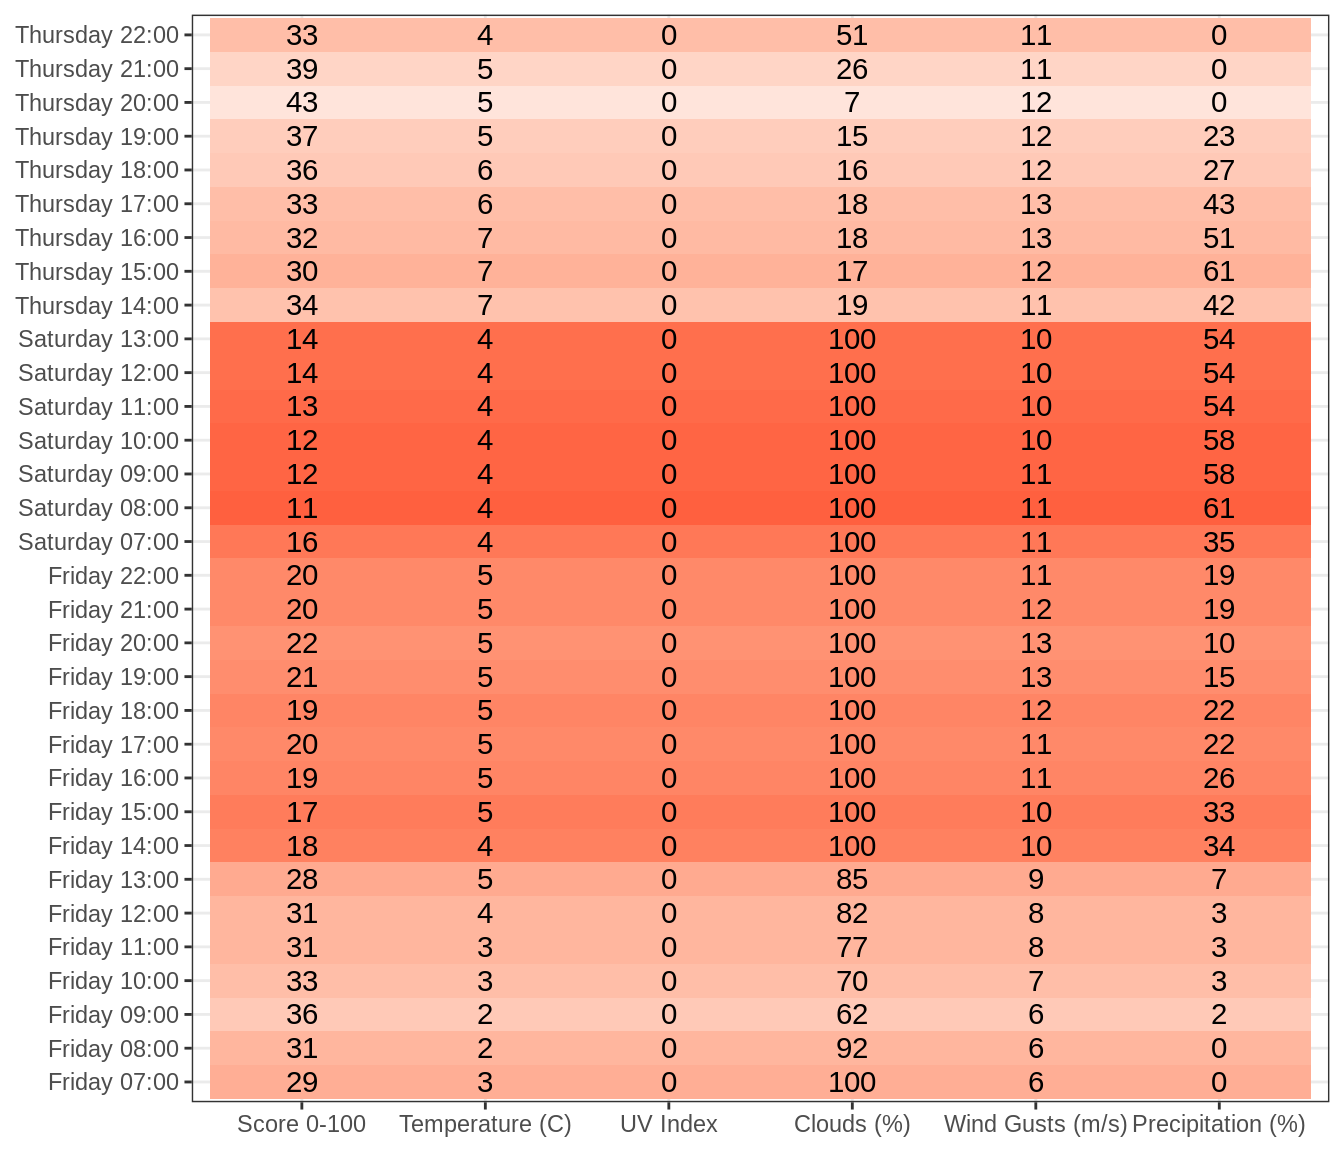 Thursday 22:00 33 4 0 51 11 0
Thursday 21:00 39 5 0 26 11 0
Thursday 20:00 43 5 0 7 12 0
Thursday 19:00 37 5 0 15 12 23
Thursday 18:00 36 6 0 16 12 27
Thursday 17:00 33 6 0 18 13 43
Thursday 16:00 32 7 0 18 13 51
Thursday 15:00 30 7 0 17 12 61
Thursday 14:00 34 7 0 19 11 42
Saturday 13:00 14 4 0 100 10 54
Saturday 12:00 14 4 0 100 10 54
Saturday 11:00 13 4 0 100 10 54
Saturday 10:00 12 4 0 100 10 58
Saturday 09:00 12 4 0 100 11 58
Saturday 08:00 11 4 0 100 11 61
Saturday 07:00 16 4 0 100 11 35
Friday 22:00 20 5 0 100 11 19
Friday 21:00 20 5 0 100 12 19
Friday 20:00 22 5 0 100 13 10
Friday 19:00 21 5 0 100 13 15
Friday 18:00 19 5 0 100 12 22
Friday 17:00 20 5 0 100 11 22
Friday 16:00 19 5 0 100 11 26
Friday 15:00 17 5 0 100 10 33
Friday 14:00 18 4 0 100 10 34
Friday 13:00 28 5 0 85 9 7
Friday 12:00 31 4 0 82 8 3
Friday 11:00 31 3 0 77 8 3
Friday 10:00 33 3 0 70 7 3
Friday 09:00 36 2 0 62 6 2
Friday 08:00 31 2 0 92 6 0
Friday 07:00 29 3 0 100 6 0
Score 0-100 Temperature (C) UV Index Clouds (%) Wind Gusts (m/s) Precipitation (%)